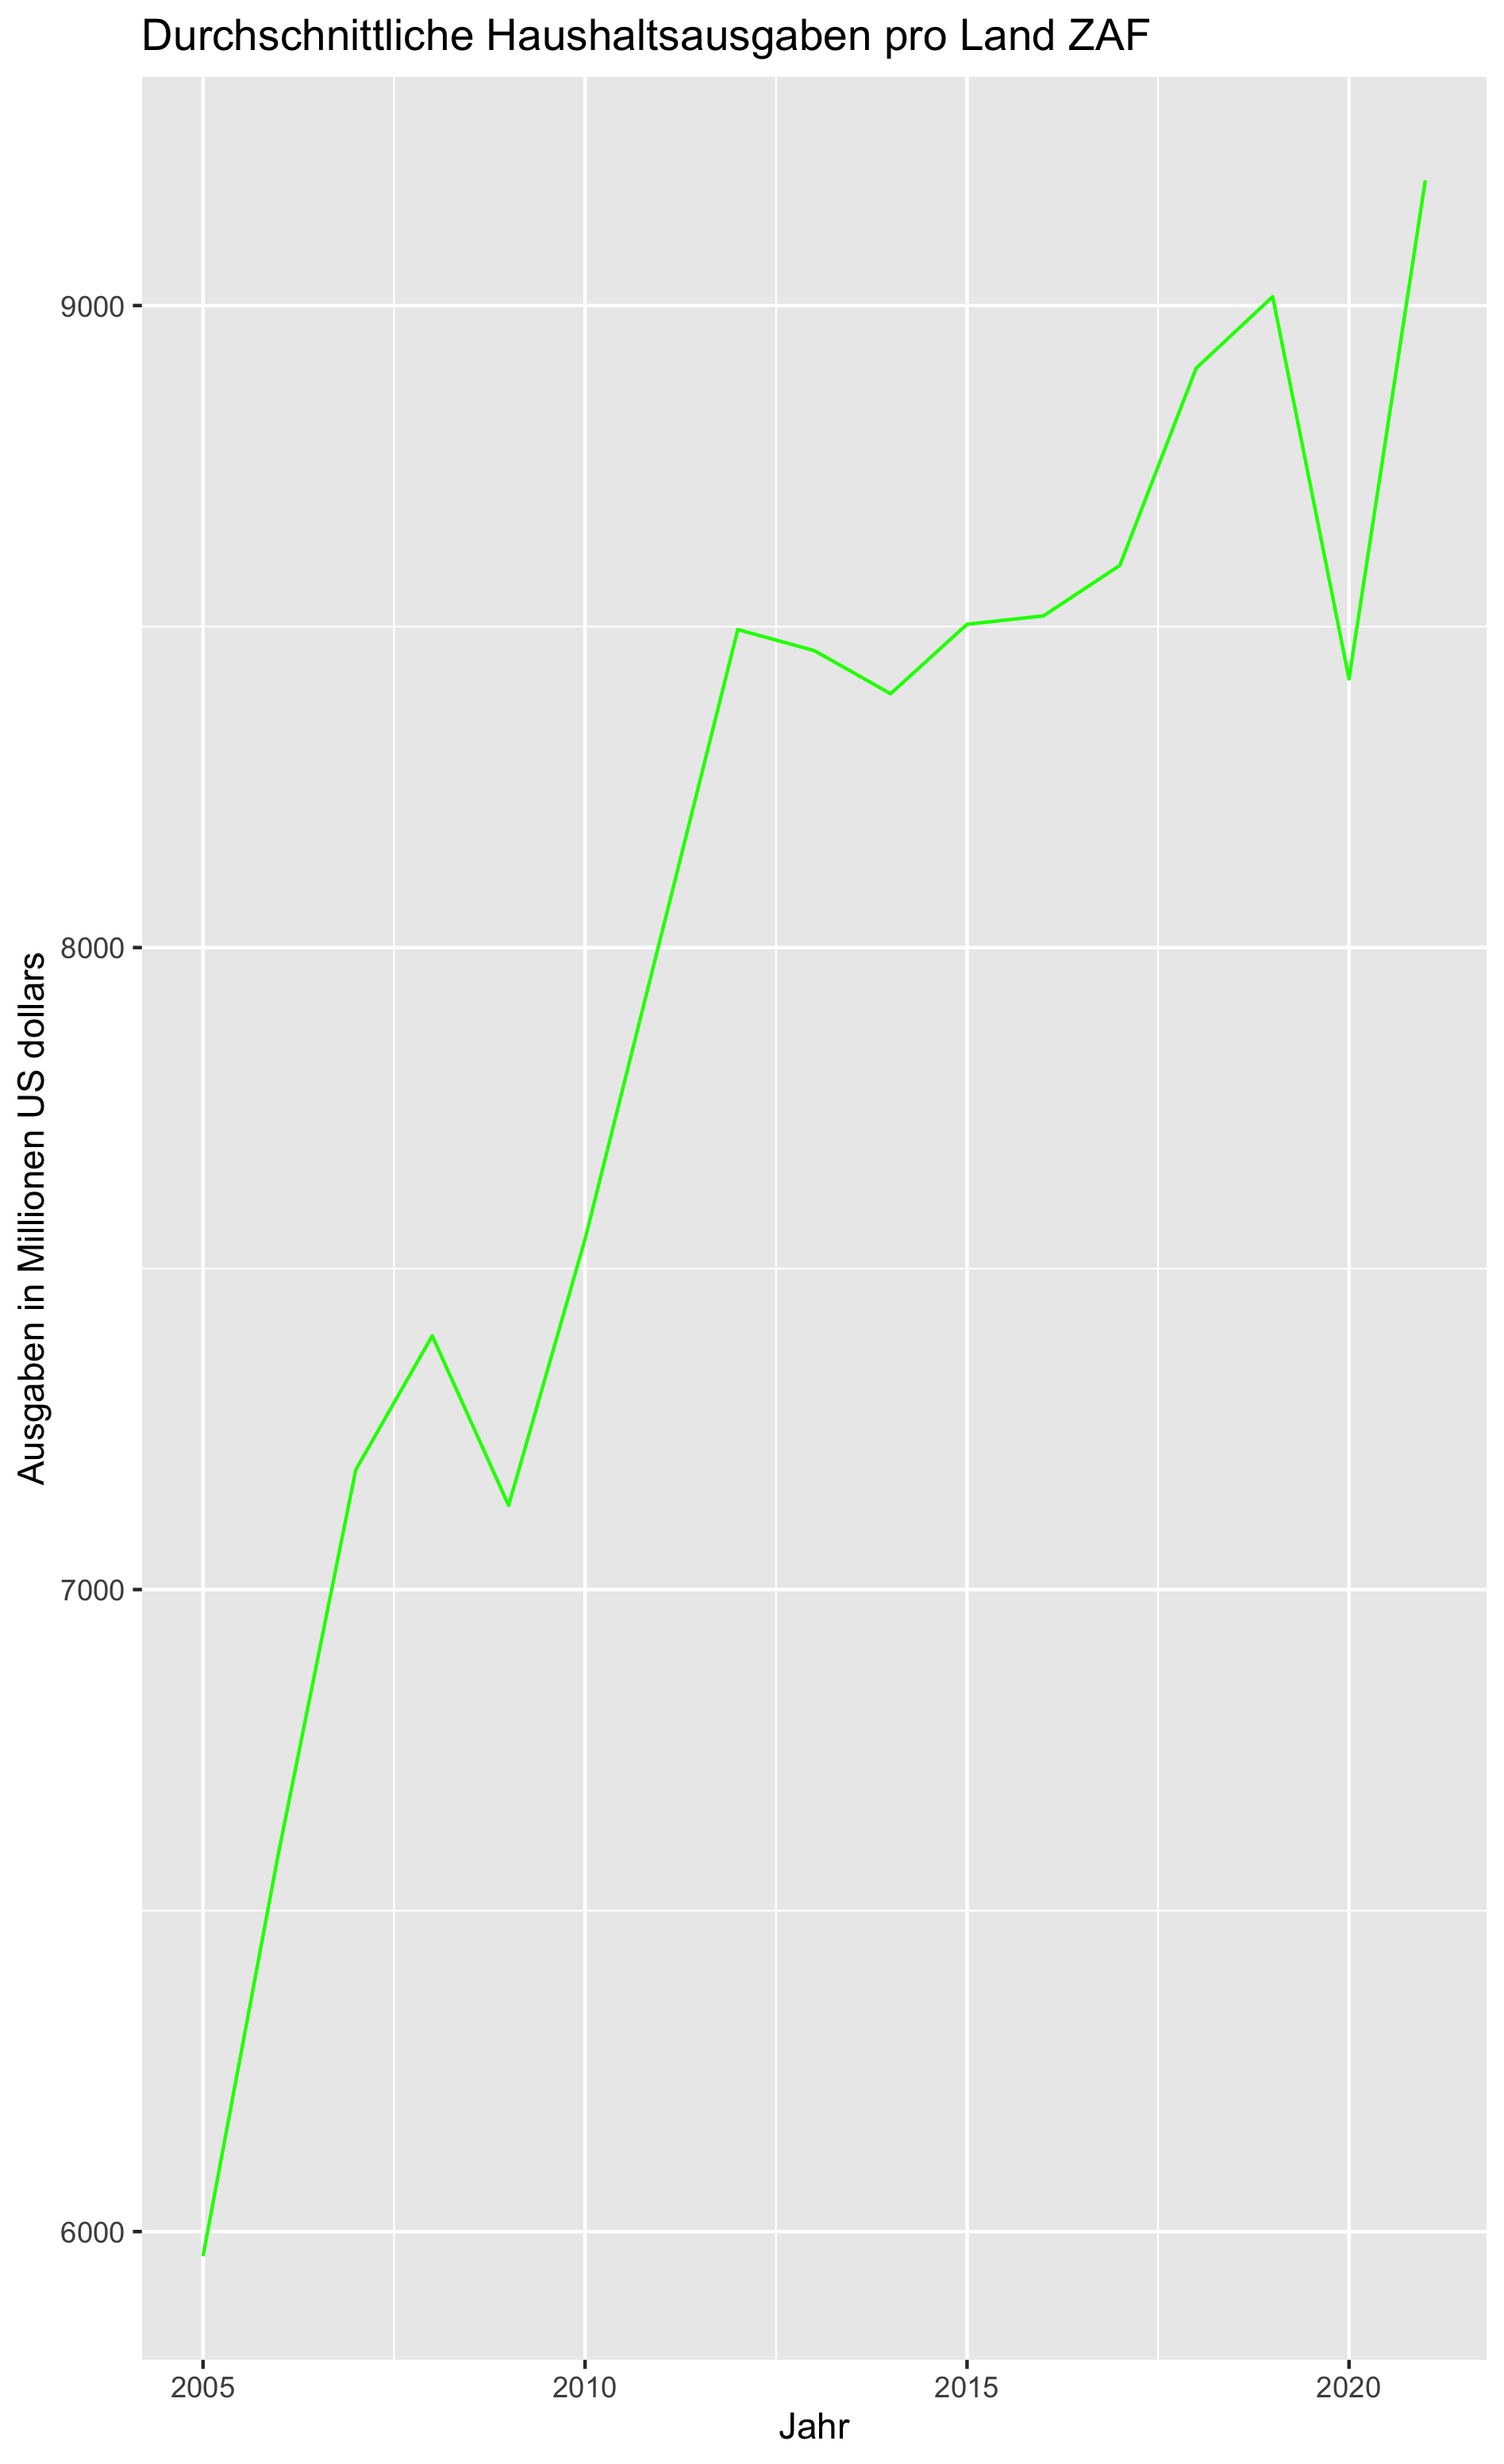 Durchschnittliche Haushaltsausgaben pro Land ZAF
Ausgaben in Millionen US dollars
9000
8000
7000
6000
2005 2010 2015 2020
Jahr